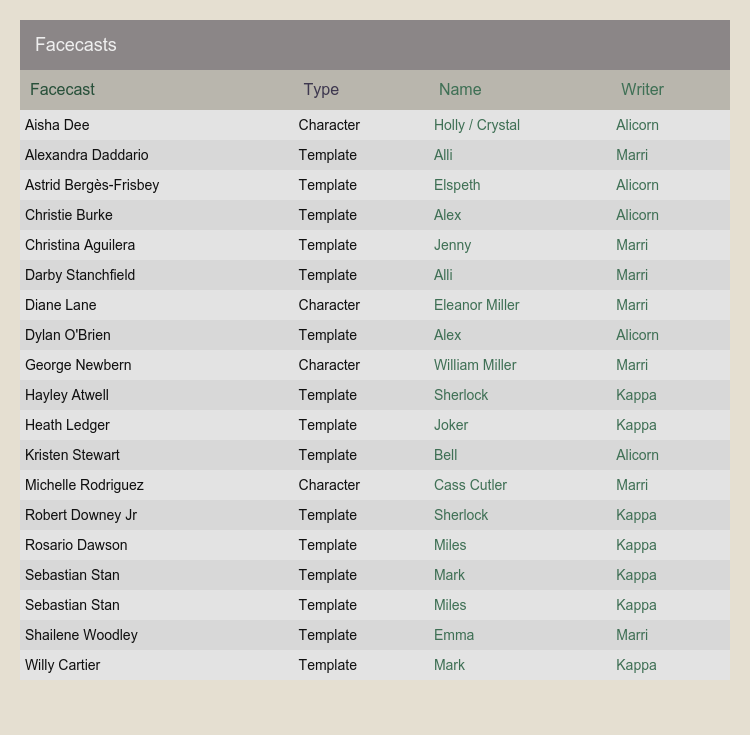 Facecasts
Facecast Type Name Writer
Aisha Dee Character Holly / Crystal Alicorn
Alexandra Daddario Template Alli Marri
Astrid Bergès-Frisbey Template Elspeth Alicorn
Christie Burke Template Alex Alicorn
Christina Aguilera Template Jenny Marri
Darby Stanchfield Template Alli Marri
Diane Lane Character Eleanor Miller Marri
Dylan O'Brien Template Alex Alicorn
George Newbern Character William Miller Marri
Hayley Atwell Template Sherlock Kappa
Heath Ledger Template Joker Kappa
Kristen Stewart Template Bell Alicorn
Michelle Rodriguez Character Cass Cutler Marri
Robert Downey Jr Template Sherlock Kappa
Rosario Dawson Template Miles Kappa
Sebastian Stan Template Mark Kappa
Sebastian Stan Template Miles Kappa
Shailene Woodley Template Emma Marri
Willy Cartier Template Mark Kappa